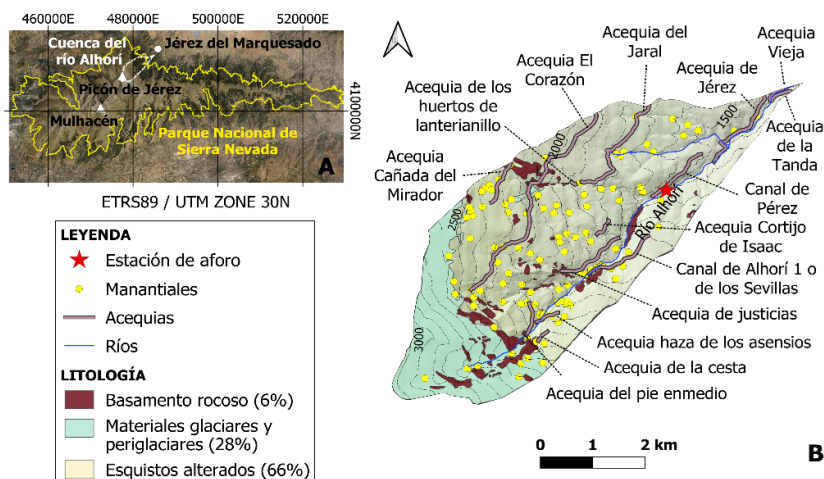 460000 480000 500000 520000
Cuenca del
río Alhorí
Jérez del Marquesado
Picón de Jérez
Mulhacén
Parque Nacional de
Sierra Nevada
A
4100000N
ETRS89 / UTM ZONE 30N
LEYENDA
Estación de aforo
Manantiales
Acequias
Ríos
LITOLOGÍA
Basamento rocoso (6%)
Materiales glaciares y
periglaciares (28%)
Esquistos alterados (66%)
Acequia del
Jaral
Acequia
Vieja
Acequia El
Corazón
Acequia de
Jérez
Acequia de los
huertos de
lanterianillo
Acequia
de la
Tanda
Acequia
Cañada del
Mirador
Canal de
Pérez
Acequia Cortijo
de Isaac
Canal de Alhorí 1 o
de los Sevillas
Acequia de justicias
Acequia haza de los asensios
Acequia de la cesta
Acequia del pie enmedio
1500
2000
2500
3000
Río Alhorí
0 1 2 km
B